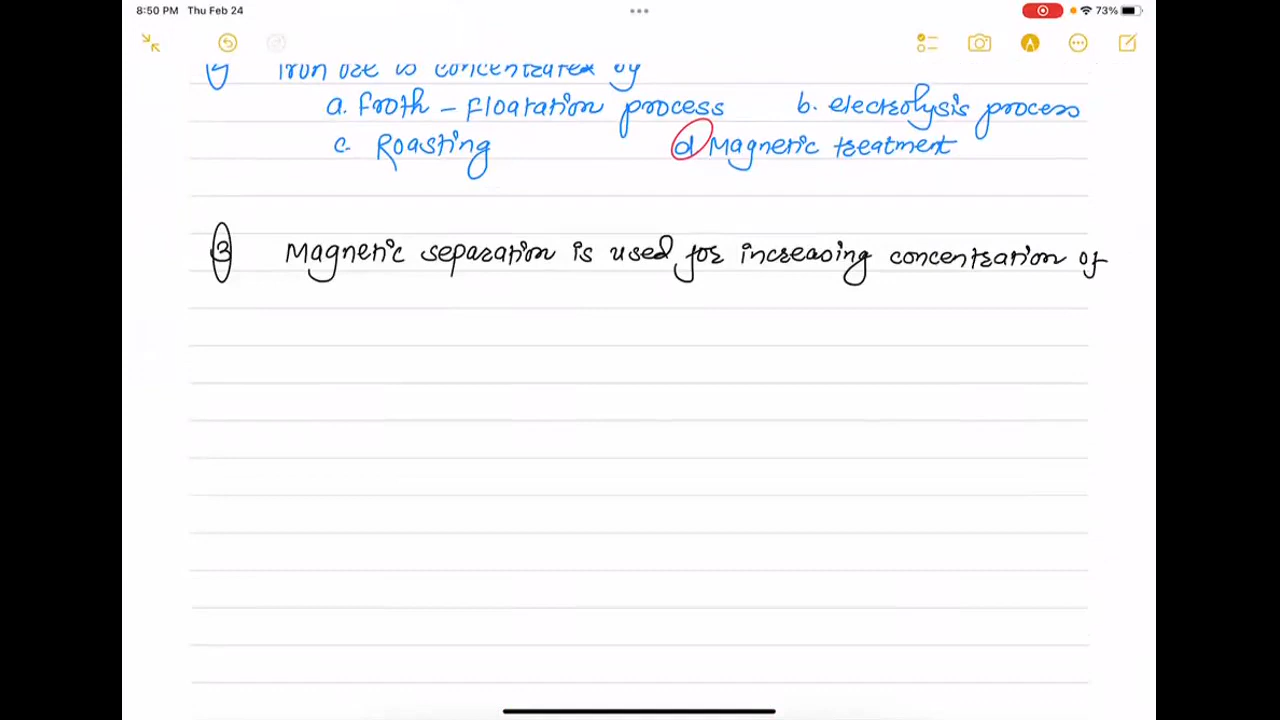 8:50 PM Thu Feb 24
73%
Iron ore is concentrated by
a. Froth - Floatation process b. electrolysis process
c. Roasting d Magnetic treatment
3 Magnetic separation is used for increasing concentration of